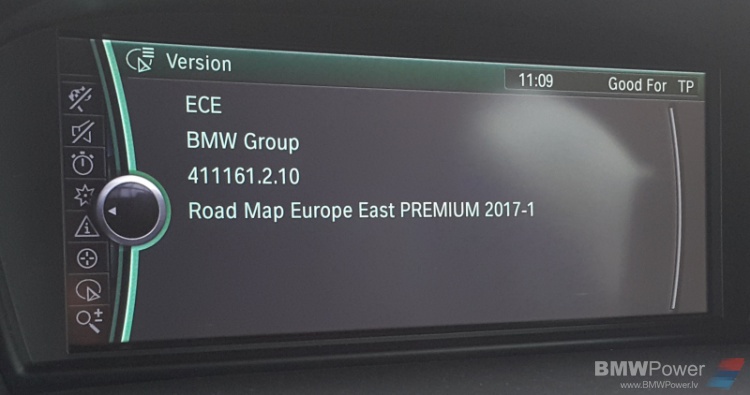 Version
11:09 Good For TP
ECE
BMW Group
411161.2.10
Road Map Europe East PREMIUM 2017-1
BMWPower
www.BMWPower.lv